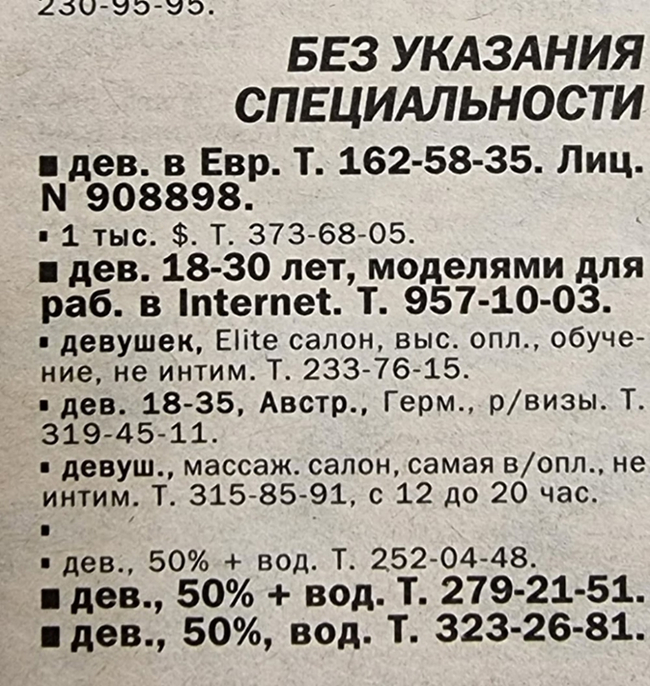 230-95-95.
БЕЗ УКАЗАНИЯ
СПЕЦИАЛЬНОСТИ
▪ дев. в Евр. Т. 162-58-35. Лиц.
N 908898.
▪ 1 тыс. $. Т. 373-68-05.
▪ дев. 18-30 лет, моделями для
раб. в Internet. Т. 957-10-03.
▪ девушек, Elite салон, выс. опл., обуче-
ние, не интим. Т. 233-76-15.
▪ дев. 18-35, Австр., Герм., р/визы. Т.
319-45-11.
▪ девуш., массаж. салон, самая в/опл., не
интим. Т. 315-85-91, с 12 до 20 час.
▪
▪ дев., 50% + вод. Т. 252-04-48.
▪ дев., 50% + вод. Т. 279-21-51.
▪ дев., 50%, вод. Т. 323-26-81.